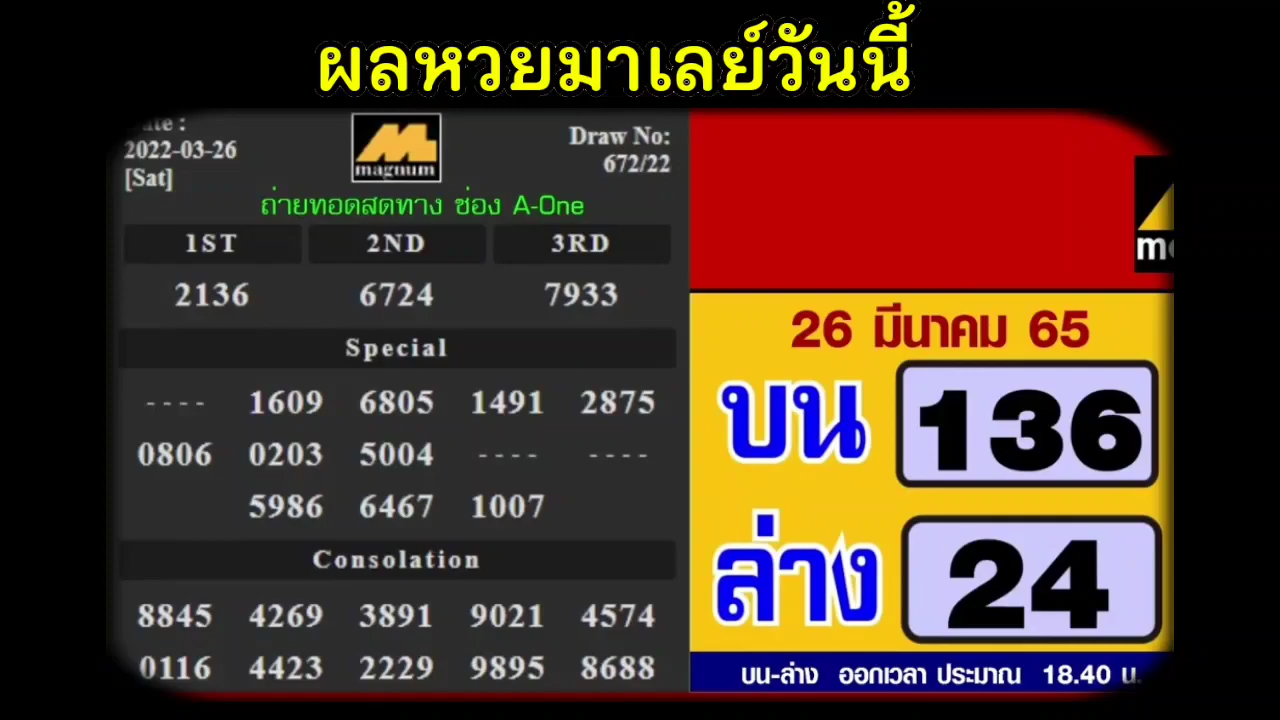 ผลหวยมาเลย์วันนี้
2022-03-26
[Sat]
magnum
Draw No:
672/22
ถ่ายทอดสดทาง ช่อง A-One
1ST 2ND 3RD
2136 6724 7933
Special
---- 1609 6805 1491 2875
0806 0203 5004 ---- ----
5986 6467 1007
Consolation
8845 4269 3891 9021 4574
0116 4423 2229 9895 8688
26 มีนาคม 65
บน 136
ล่าง 24
บน-ล่าง ออกเวลา ประมาณ 18.40 น.